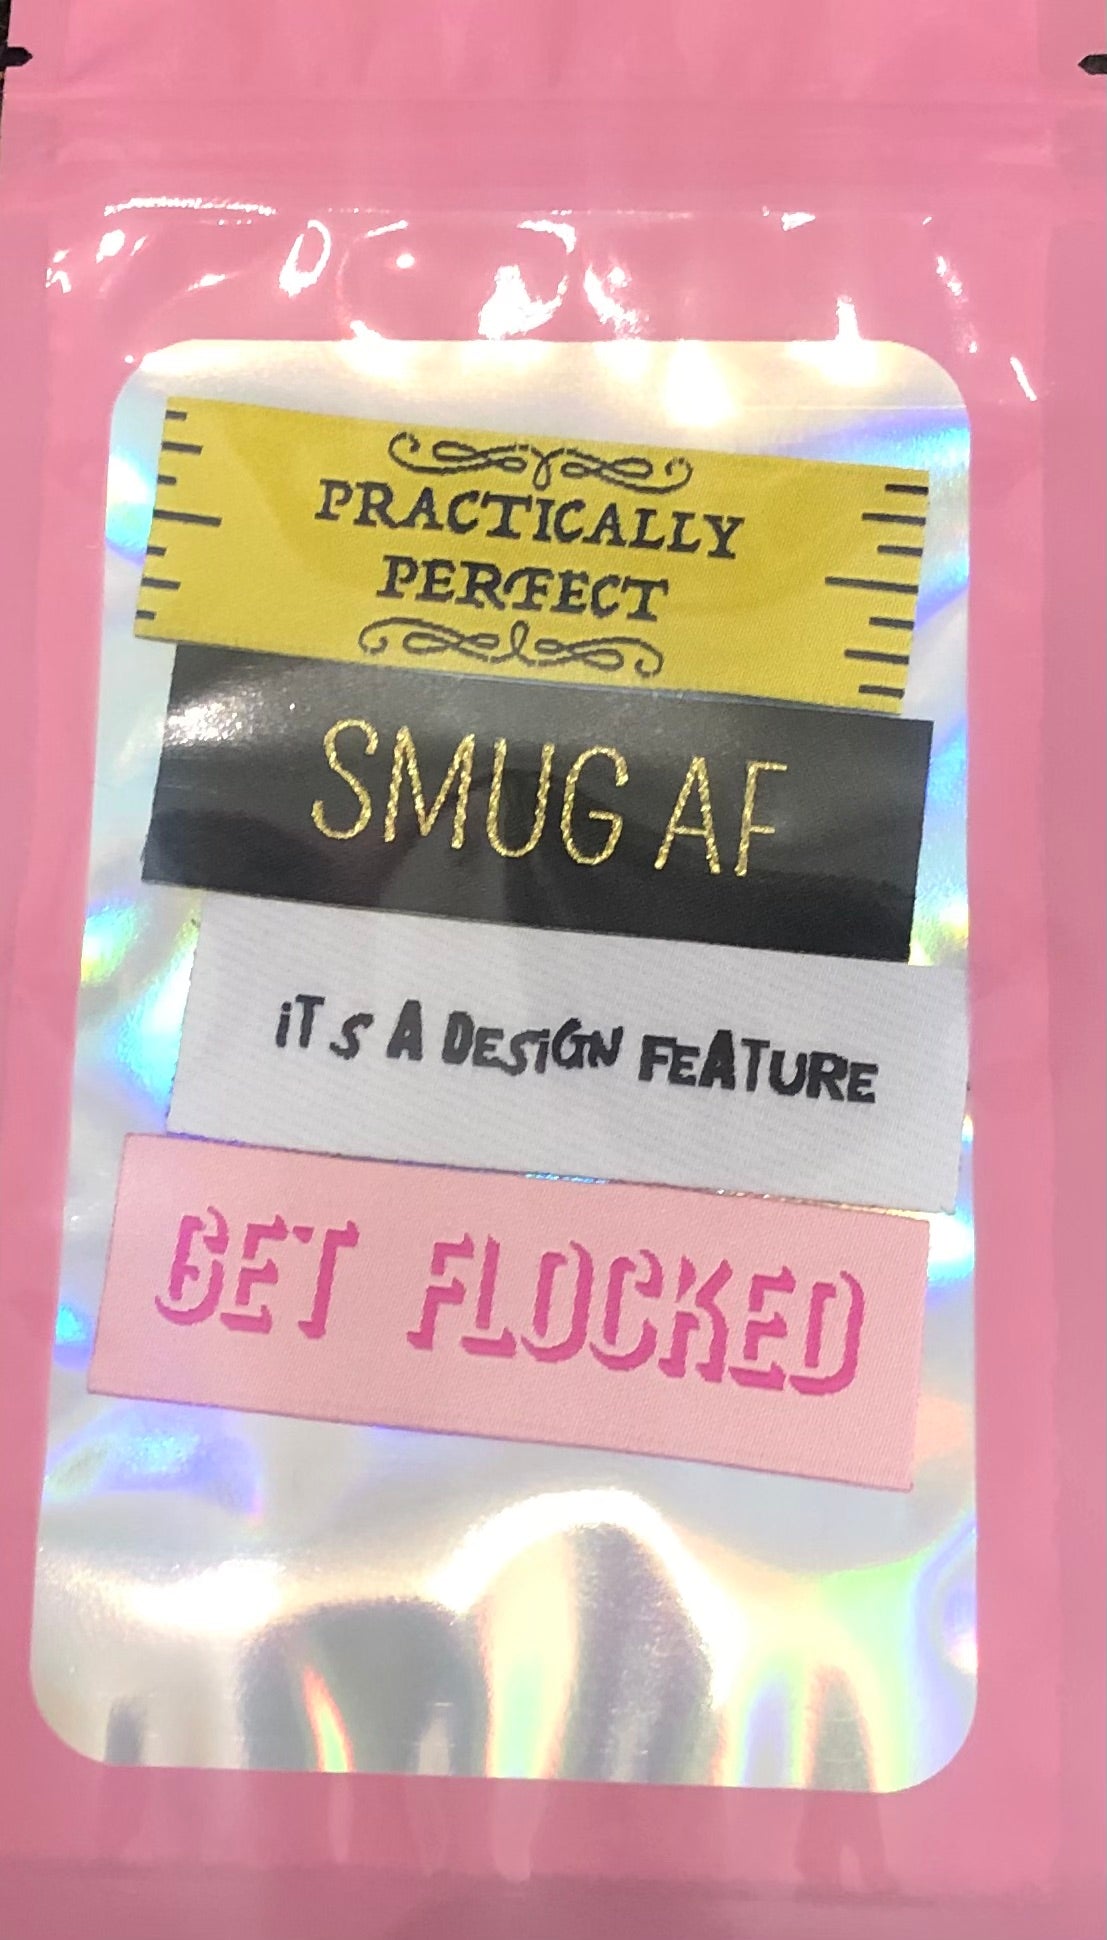 PRACTICALLY
PERFECT
SMUG AF
iT S A DESiGN FEATURE
GET FLOCKED